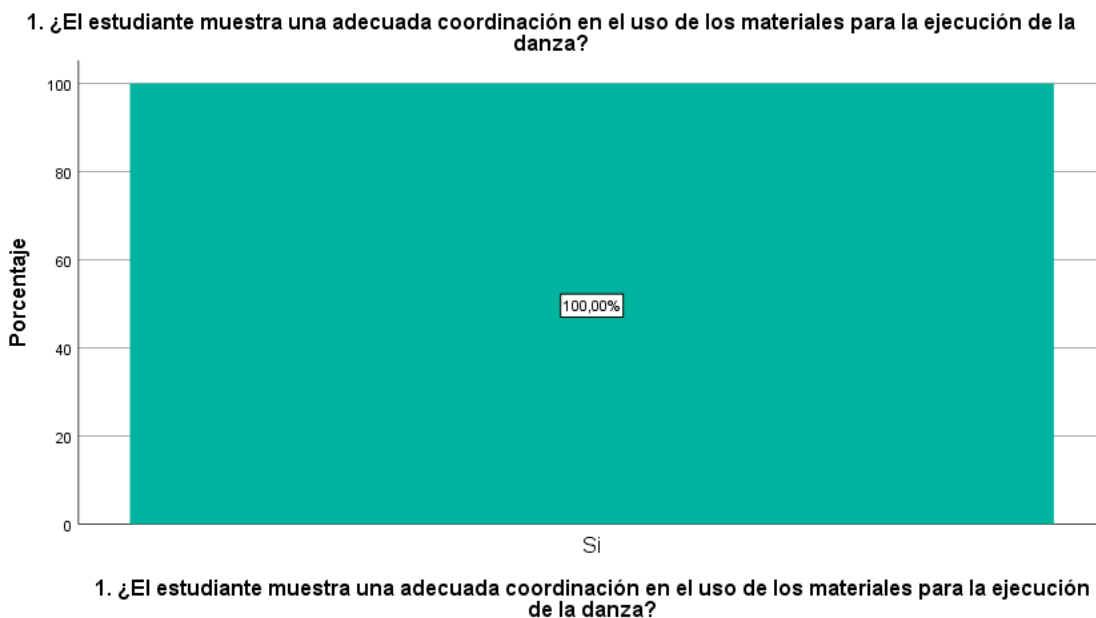 1. ¿El estudiante muestra una adecuada coordinación en el uso de los materiales para la ejecución de la
danza?
100
80
60
40
20
0
Porcentaje
100,00%
Si
1. ¿El estudiante muestra una adecuada coordinación en el uso de los materiales para la ejecución
de la danza?